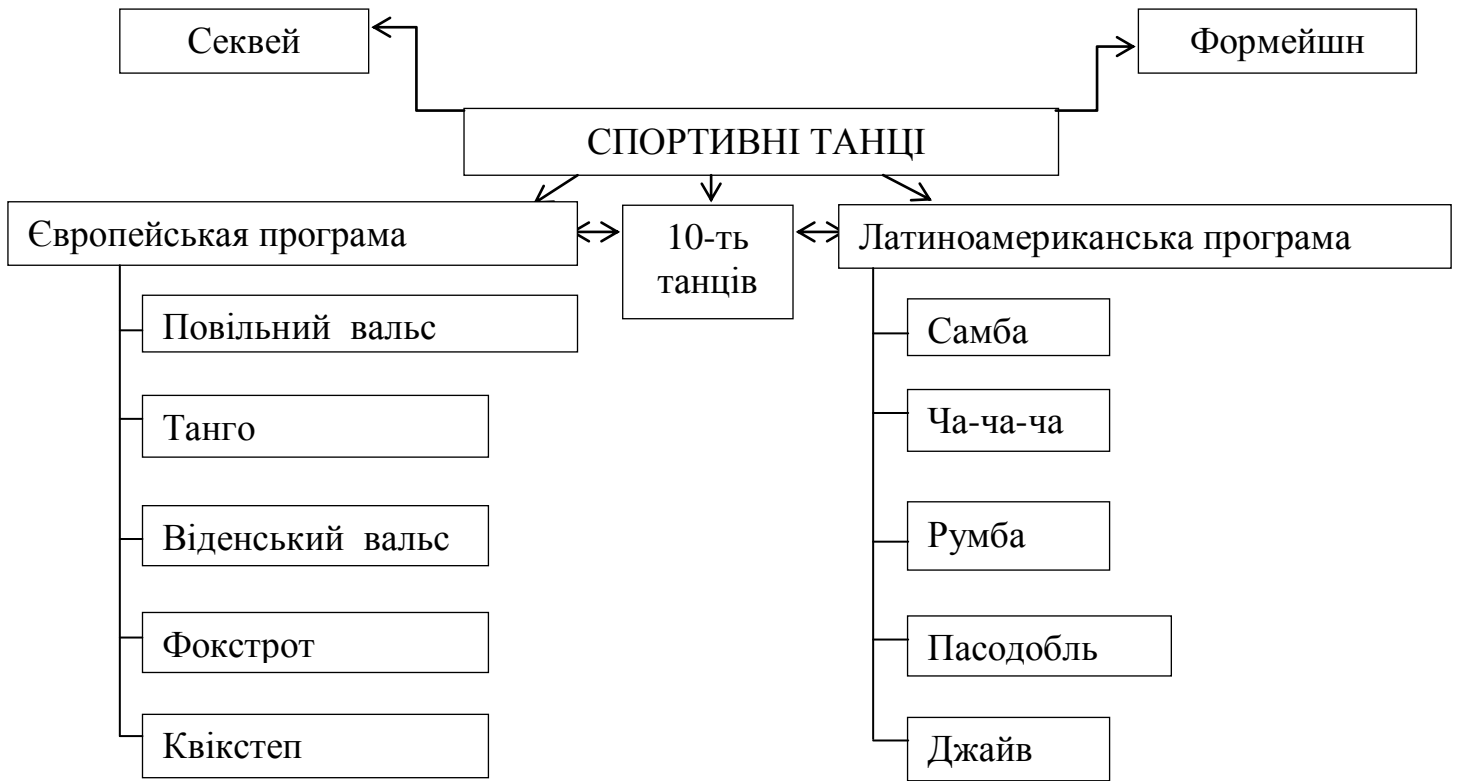 Секвей
Формейшн
СПОРТИВНІ ТАНЦІ
Європейськая програма
10-ть
танців
Латиноамериканська програма
Повільний вальс
Танго
Віденський вальс
Фокстрот
Квікстеп
Самба
Ча-ча-ча
Румба
Пасодобль
Джайв